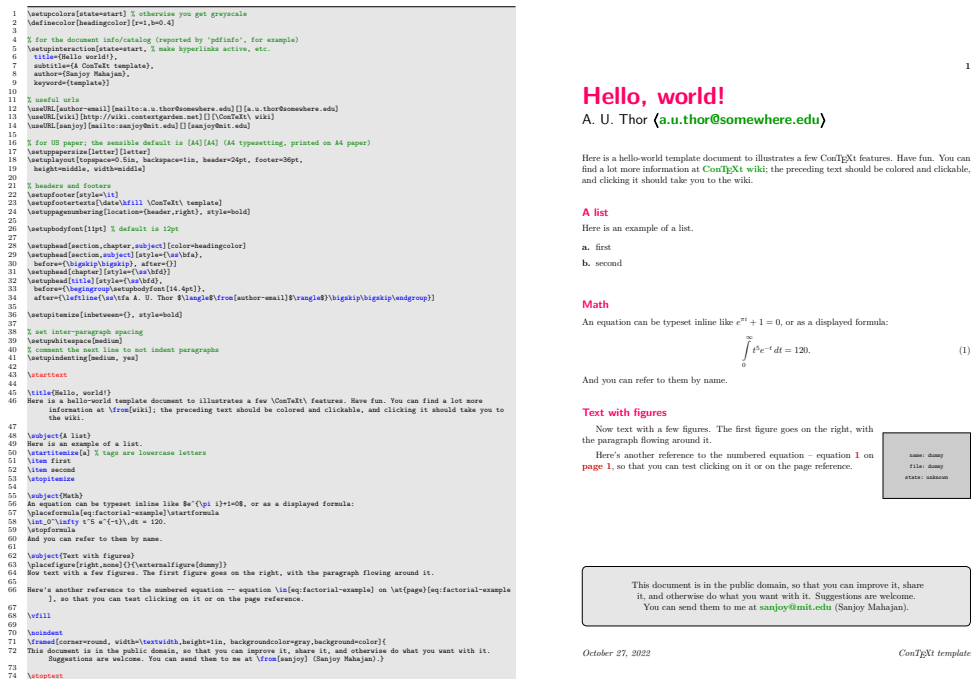 1 \setupcolors[state=start] % otherwise you get greyscale
2 \definecolor[headingcolor][r=1,b=0.4]
3
4 % for the document info/catalog (reported by 'pdfinfo', for example)
5 \setupinteraction[state=start, % make hyperlinks active, etc.
6 title={Hello world!},
7 subtitle={A ConTeXt template},
8 author={Sanjoy Mahajan},
9 keyword={template}]
10
11 % useful urls
12 \useURL[author-email][mailto:a.u.thor@somewhere.edu][][a.u.thor@somewhere.edu]
13 \useURL[wiki][http://wiki.contextgarden.net][][\ConTeXt\ wiki]
14 \useURL[sanjoy][mailto:sanjoy@mit.edu][][sanjoy@mit.edu]
15
16 % for US paper; the sensible default is [A4][A4] (A4 typesetting, printed on A4 paper)
17 \setuppapersize[letter][letter]
18 \setuplayout[topspace=0.5in, backspace=1in, header=24pt, footer=36pt,
19 height=middle, width=middle]
20
21 % headers and footers
22 \setupfooter[style=\it]
23 \setupfootertexts[\date\hfill \ConTeXt\ template]
24 \setuppagenumbering[location={header,right}, style=bold]
25
26 \setupbodyfont[11pt] % default is 12pt
27
28 \setuphead[section,chapter,subject][color=headingcolor]
29 \setuphead[section,subject][style={\ss\bfa},
30 before={\bigskip\bigskip}, after={}]
31 \setuphead[chapter][style={\ss\bfd}]
32 \setuphead[title][style={\ss\bfd},
33 before={\begingroup\setupbodyfont[14.4pt]},
34 after={\leftline{\ss\tfa A. U. Thor $\langle$\from[author-email]$\rangle$}\bigskip\bigskip\endgroup}]
35
36 \setupitemize[inbetween={}, style=bold]
37
38 % set inter-paragraph spacing
39 \setupwhitespace[medium]
40 % comment the next line to not indent paragraphs
41 \setupindenting[medium, yes]
42
43 \starttext
44
45 \title{Hello, world!}
46 Here is a hello-world template document to illustrates a few \ConTeXt\ features. Have fun. You can find a lot more
information at \from[wiki]; the preceding text should be colored and clickable, and clicking it should take you to
the wiki.
47
48 \subject{A list}
49 Here is an example of a list.
50 \startitemize[a] % tags are lowercase letters
51 \item first
52 \item second
53 \stopitemize
54
55 \subject{Math}
56 An equation can be typeset inline like $e^{\pi i}+1=0$, or as a displayed formula:
57 \placeformula[eq:factorial-example]\startformula
58 \int_0^\infty t^5 e^{-t}\,dt = 120.
59 \stopformula
60 And you can refer to them by name.
61
62 \subject{Text with figures}
63 \placefigure[right,none]{}{\externalfigure[dummy]}
64 Now text with a few figures. The first figure goes on the right, with the paragraph flowing around it.
65
66 Here's another reference to the numbered equation -- equation \in[eq:factorial-example] on \at{page}[eq:factorial-example
], so that you can test clicking on it or on the page reference.
67
68 \vfill
69
70 \noindent
71 \framed[corner=round, width=\textwidth,height=1in, backgroundcolor=gray,background=color]{
72 This document is in the public domain, so that you can improve it, share it, and otherwise do what you want with it.
Suggestions are welcome. You can send them to me at \from[sanjoy] (Sanjoy Mahajan).}
73
74 \stoptext
1
Hello, world!
A. U. Thor ⟨a.u.thor@somewhere.edu⟩
Here is a hello-world template document to illustrates a few ConTEXt features. Have fun. You can
find a lot more information at ConTEXt wiki; the preceding text should be colored and clickable,
and clicking it should take you to the wiki.
A list
Here is an example of a list.
a. first
b. second
Math
An equation can be typeset inline like e^{πi} + 1 = 0, or as a displayed formula:
∫_0^∞ t^5 e^{−t} dt = 120. (1)
And you can refer to them by name.
Text with figures
Now text with a few figures. The first figure goes on the right, with
the paragraph flowing around it.
Here's another reference to the numbered equation – equation 1 on
page 1, so that you can test clicking on it or on the page reference.
name: dummy
file: dummy
state: unknown
This document is in the public domain, so that you can improve it, share
it, and otherwise do what you want with it. Suggestions are welcome.
You can send them to me at sanjoy@mit.edu (Sanjoy Mahajan).
October 27, 2022 ConTEXt template